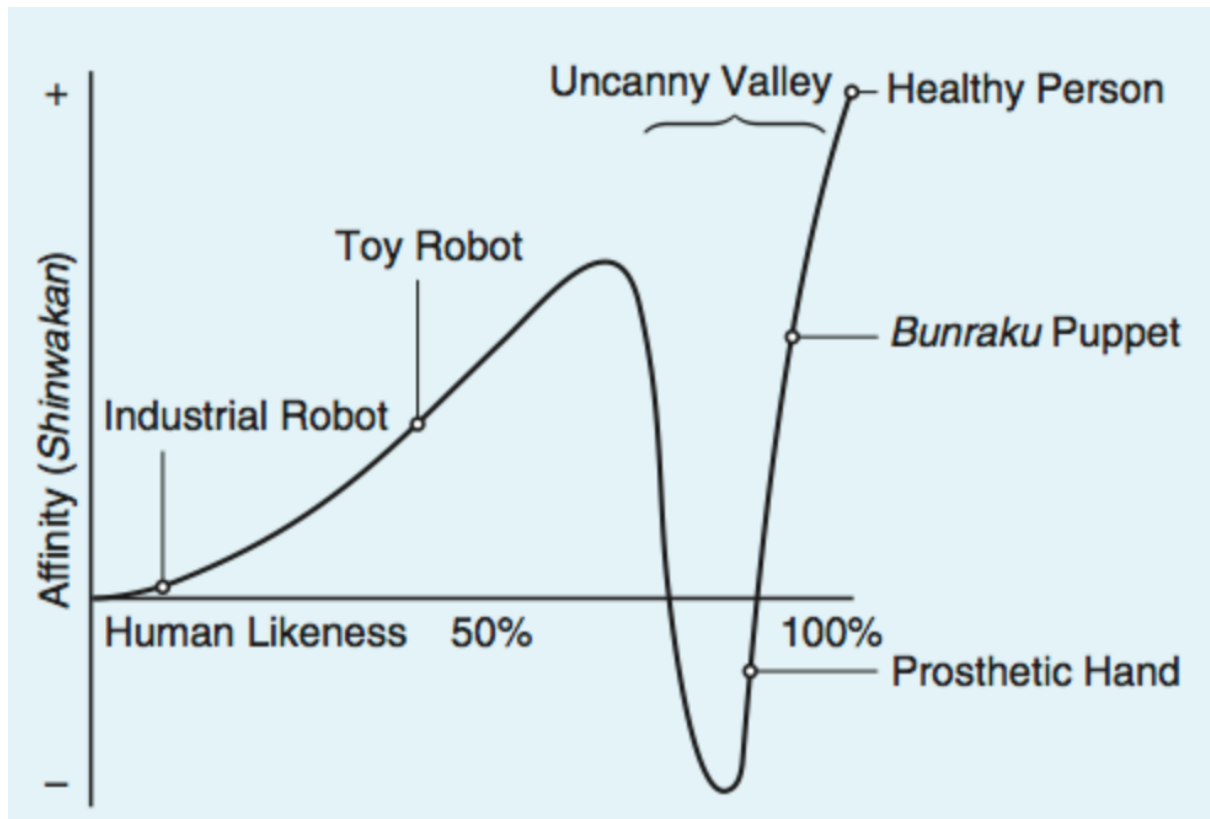 +
Uncanny Valley
Healthy Person
Toy Robot
Bunraku Puppet
Industrial Robot
Affinity (Shinwakan)
Human Likeness 50% 100%
Prosthetic Hand
–